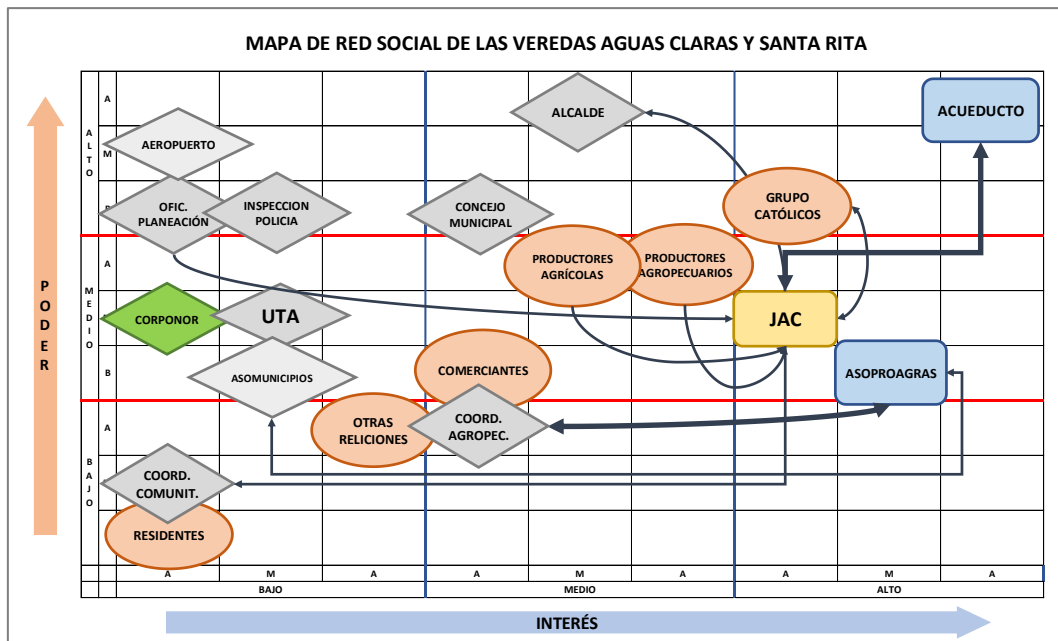 MAPA DE RED SOCIAL DE LAS VEREDAS AGUAS CLARAS Y SANTA RITA
PODER
ALTO
A
M
MEDIO
A
B
BAJO
A
AEROPUERTO
ALCALDE
ACUEDUCTO
OFIC.
PLANEACIÓN
INSPECCION
POLICIA
CONCEJO
MUNICIPAL
GRUPO
CATÓLICOS
PRODUCTORES
AGRÍCOLAS
PRODUCTORES
AGROPECUARIOS
CORPONOR
UTA
JAC
ASOMUNICIPIOS
COMERCIANTES
ASOPROAGRAS
OTRAS
RELICIONES
COORD.
AGROPEC.
COORD.
COMUNIT.
RESIDENTES
A M A A M A A M A
BAJO MEDIO ALTO
INTERÉS